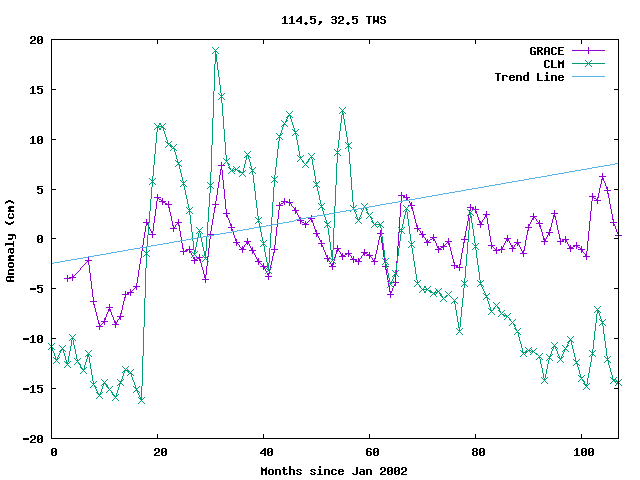 114.5, 32.5 TWS
GRACE
CLM
Trend Line
Anomaly (cm)
20
15
10
5
0
-5
-10
-15
-20
0 20 40 60 80 100
Months since Jan 2002